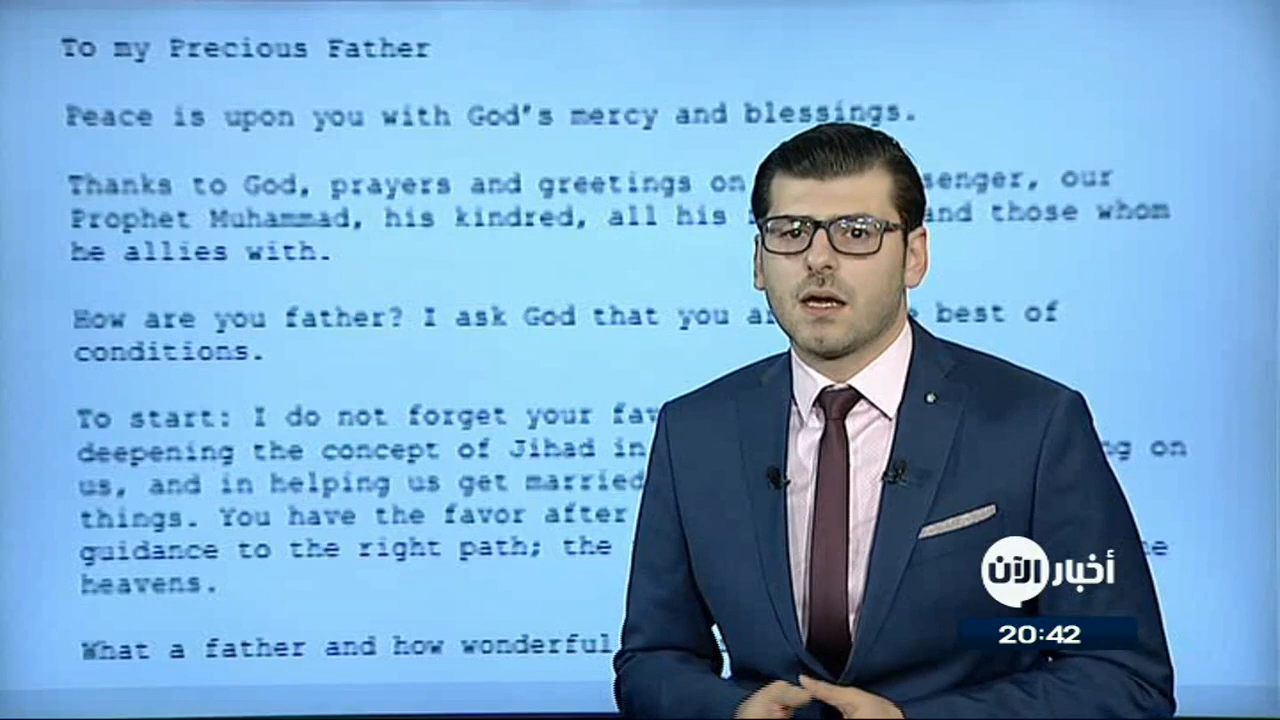 To my Precious Father
Peace is upon you with God's mercy and blessings.
Thanks to God, prayers and greetings on senger, our
Prophet Muhammad, his kindred, all his and those whom
he allies with.
How are you father? I ask God that you best of
conditions.
To start: I do not forget your
deepening the concept of Jihad in on
us, and in helping us get married
things. You have the favor after
guidance to the right path; the
heavens.
What a father and how wonderful
أخبار الآن
20:42